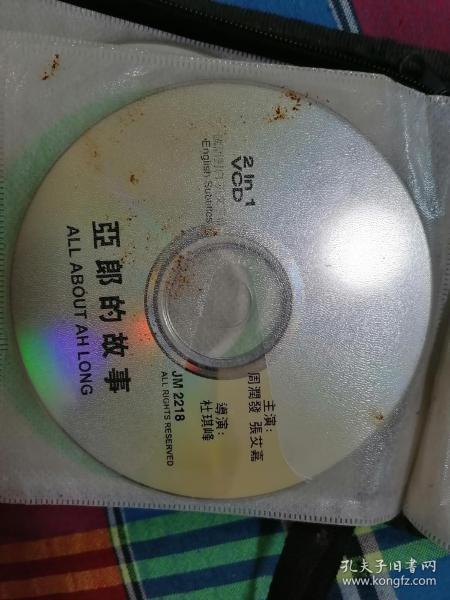 2 in 1
VCD
English Subtitles
亞郎的故事
ALL ABOUT AH LONG
主演:
周潤發 張艾嘉
導演:
杜琪峰
JM 2218
ALL RIGHTS RESERVED
孔夫子旧书网
www.kongfz.com